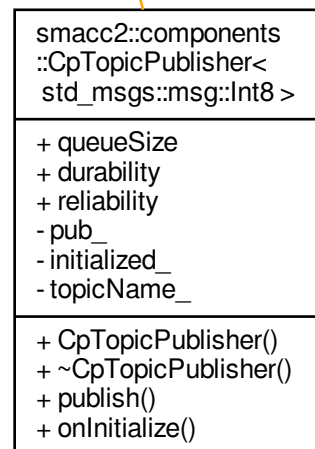 smacc2::components
::CpTopicPublisher<
std_msgs::msg::Int8 >
+ queueSize
+ durability
+ reliability
- pub_
- initialized_
- topicName_
+ CpTopicPublisher()
+ ~CpTopicPublisher()
+ publish()
+ onInitialize()